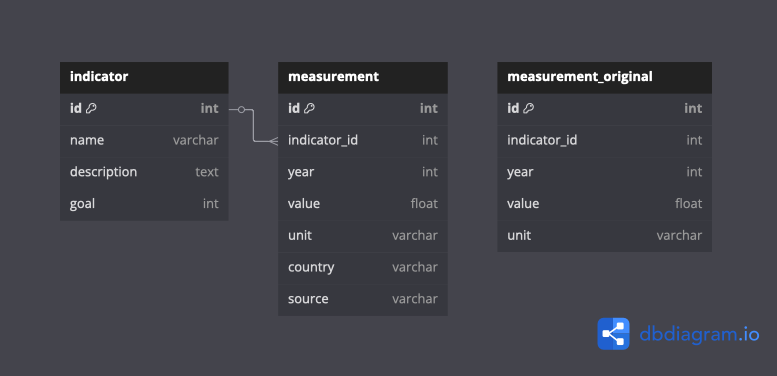 indicator
id int
name varchar
description text
goal int
measurement
id int
indicator_id int
year int
value float
unit varchar
country varchar
source varchar
measurement_original
id int
indicator_id int
year int
value float
unit varchar
dbdiagram.io